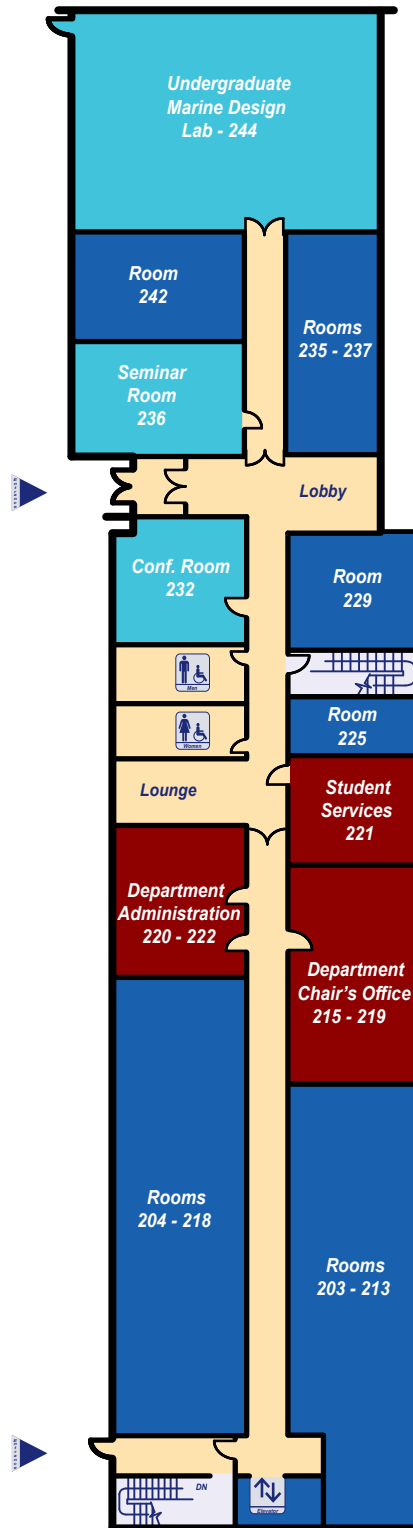 Undergraduate
Marine Design
Lab - 244
Room
242
Rooms
235 - 237
Seminar
Room
236
Lobby
Conf. Room
232
Room
229
Men
Women
Room
225
Lounge
Student
Services
221
Department
Administration
220 - 222
Department
Chair's Office
215 - 219
Rooms
204 - 218
Rooms
203 - 213
DN
Elevator